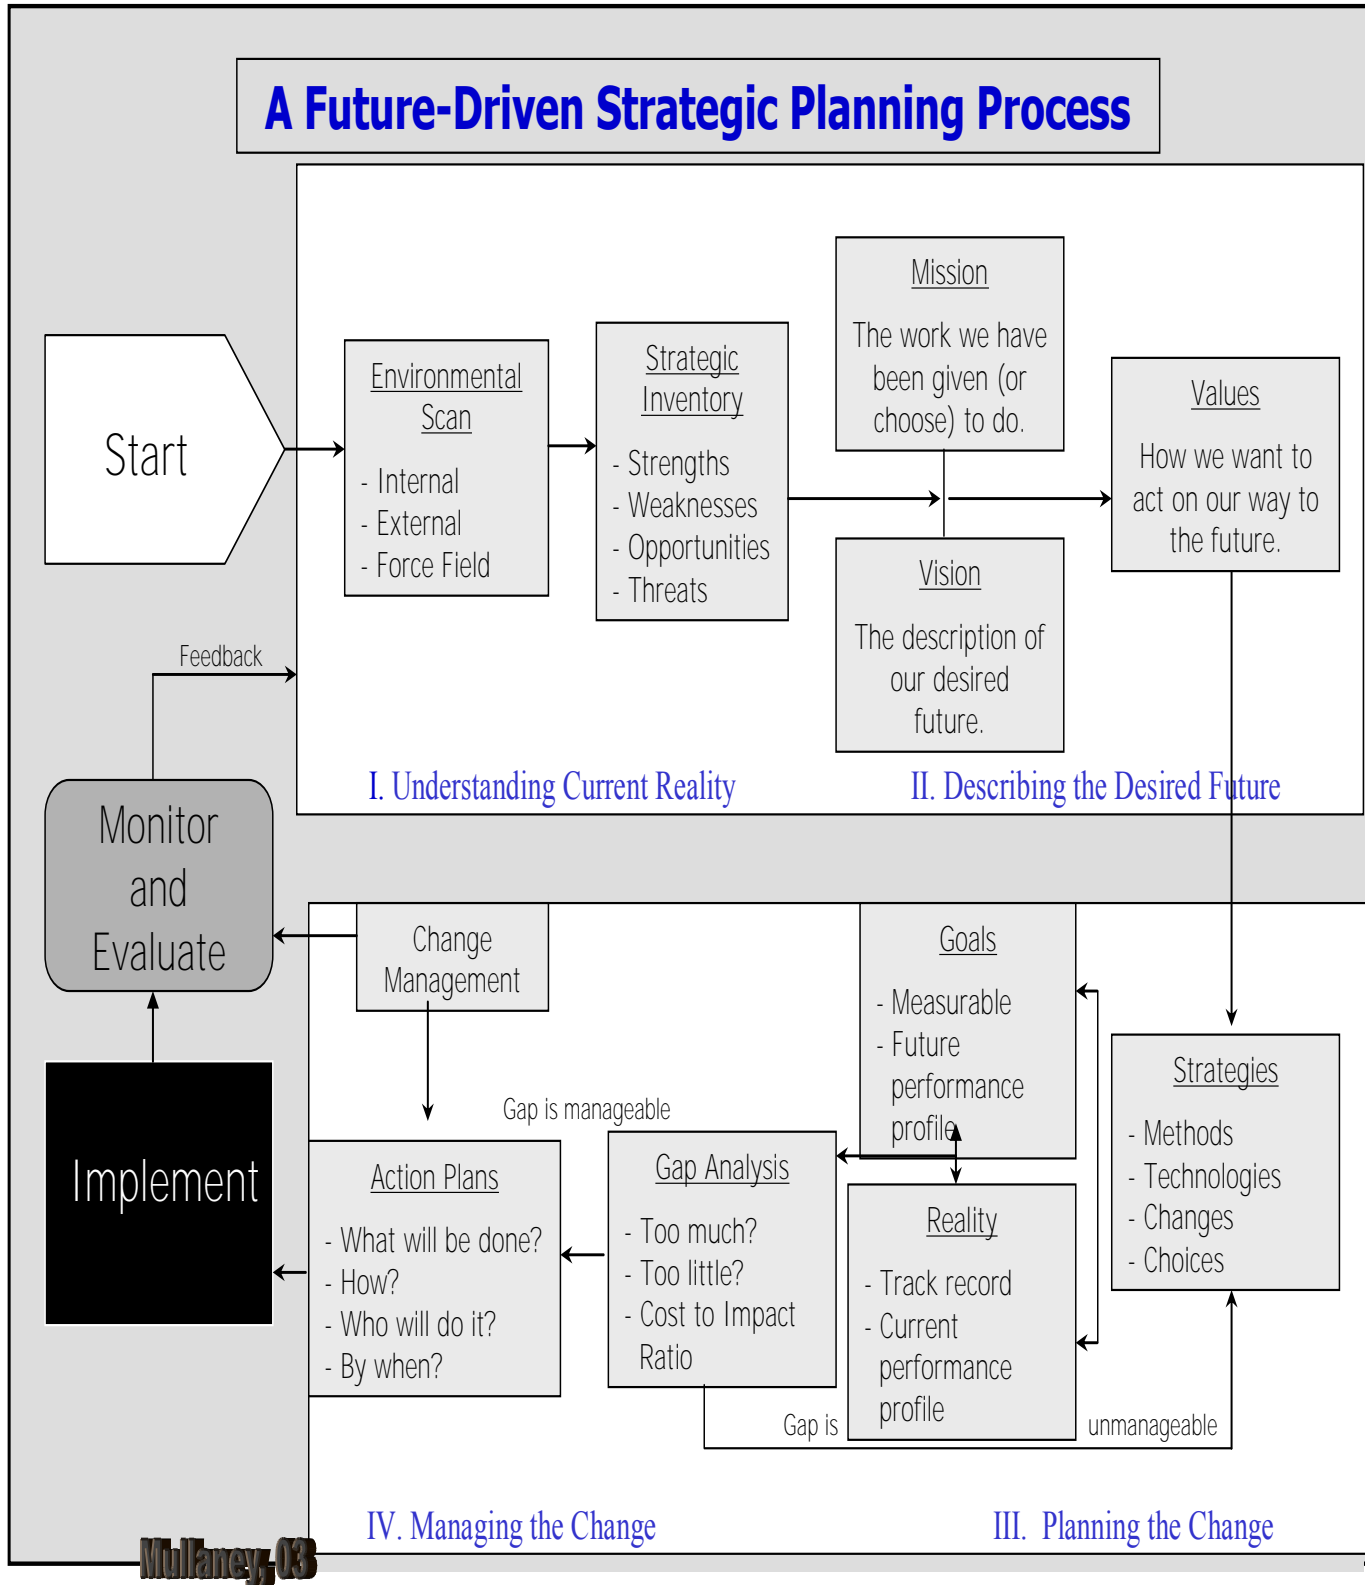 A Future-Driven Strategic Planning Process
Start
Environmental
Scan
- Internal
- External
- Force Field
Strategic
Inventory
- Strengths
- Weaknesses
- Opportunities
- Threats
Mission
The work we have
been given (or
choose) to do.
Vision
The description of
our desired
future.
Values
How we want to
act on our way to
the future.
Feedback
I. Understanding Current Reality
II. Describing the Desired Future
Monitor
and
Evaluate
Change
Management
Goals
- Measurable
- Future
performance
profile
Strategies
- Methods
- Technologies
- Changes
- Choices
Implement
Gap is manageable
Action Plans
- What will be done?
- How?
- Who will do it?
- By when?
Gap Analysis
- Too much?
- Too little?
- Cost to Impact
Ratio
Reality
- Track record
- Current
performance
profile
Gap is
unmanageable
IV. Managing the Change
III. Planning the Change
Mullaney, 03